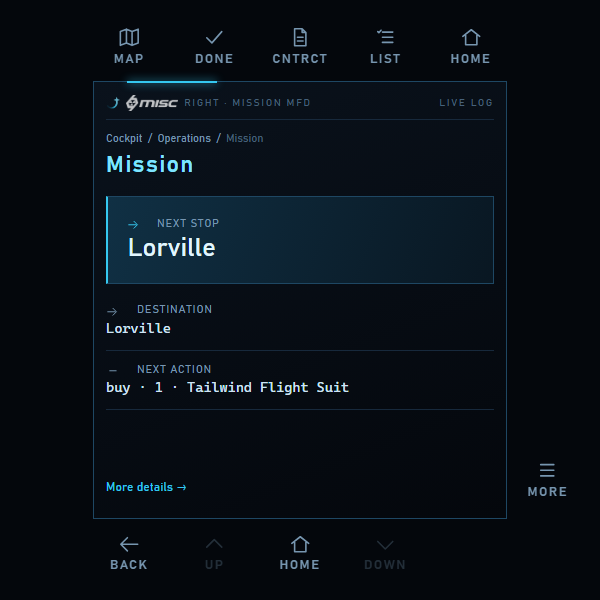 MAP
DONE
CNTRCT
LIST
HOME
misc RIGHT · MISSION MFD
LIVE LOG
Cockpit / Operations / Mission
Mission
→ NEXT STOP
Lorville
→ DESTINATION
Lorville
– NEXT ACTION
buy · 1 · Tailwind Flight Suit
More details →
MORE
BACK
UP
HOME
DOWN